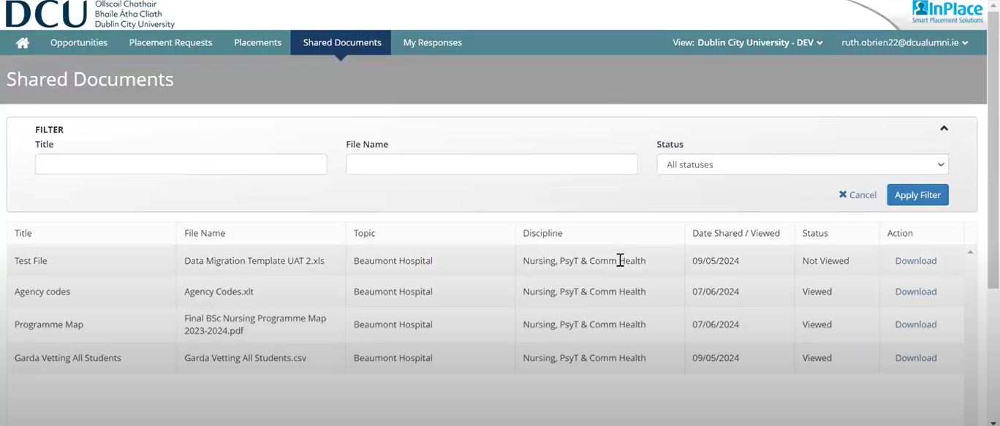 DCU
Ollscoil Chathair
Bhaile Átha Cliath
Dublin City University
InPlace
Smart Placement Solutions
Opportunities Placement Requests Placements Shared Documents My Responses View: Dublin City University - DEV ruth.obrien22@dcualumni.ie
Shared Documents
FILTER
Title File Name Status
All statuses
Cancel Apply Filter
Title File Name Topic Discipline Date Shared / Viewed Status Action
Test File Data Migration Template UAT 2.xls Beaumont Hospital Nursing, PsyT & Comm Health 09/05/2024 Not Viewed Download
Agency codes Agency Codes.xlt Beaumont Hospital Nursing, PsyT & Comm Health 07/06/2024 Viewed Download
Programme Map Final BSc Nursing Programme Map
2023-2024.pdf Beaumont Hospital Nursing, PsyT & Comm Health 07/06/2024 Viewed Download
Garda Vetting All Students Garda Vetting All Students.csv Beaumont Hospital Nursing, PsyT & Comm Health 09/05/2024 Viewed Download